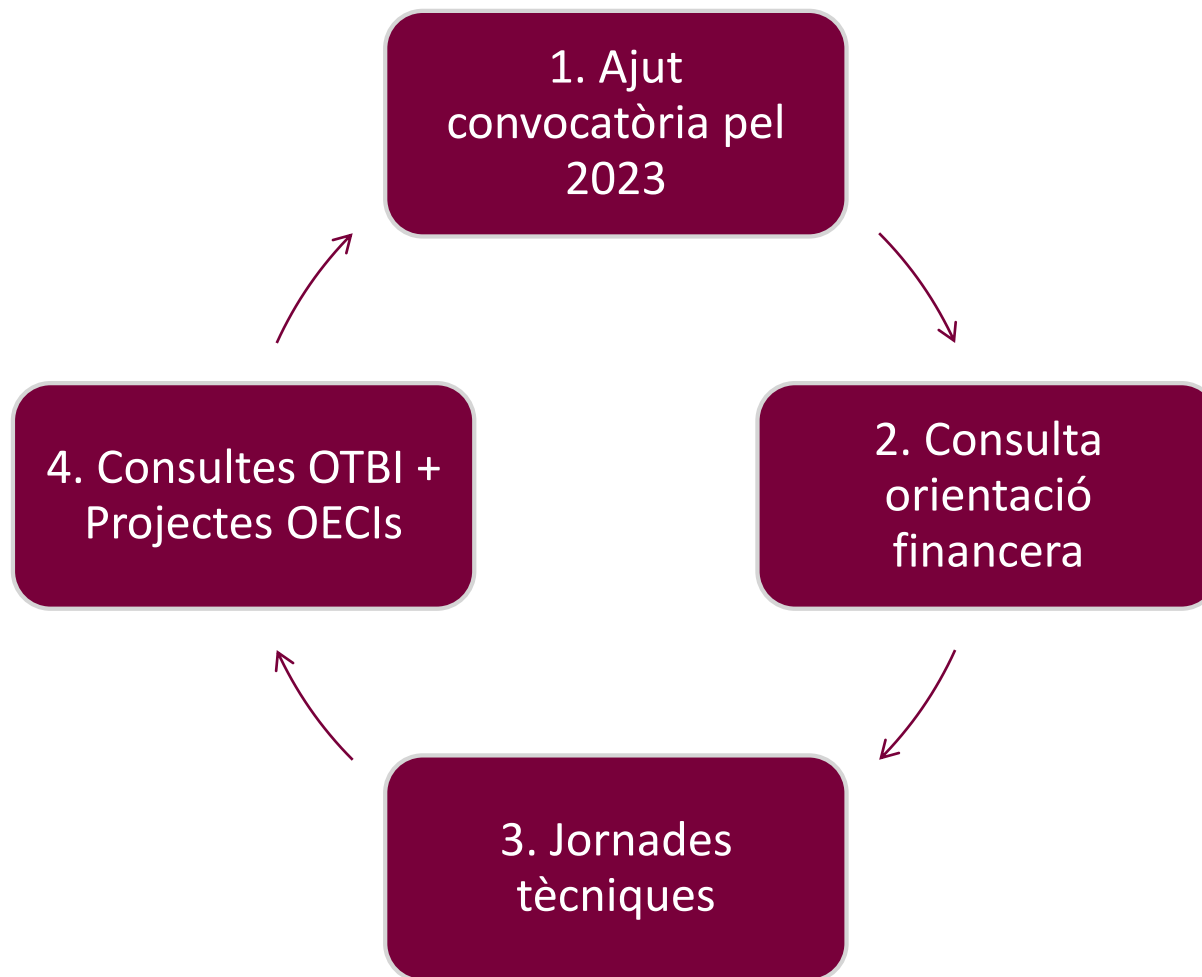 1. Ajut
convocatòria pel
2023
2. Consulta
orientació
financera
3. Jornades
tècniques
4. Consultes OTBI +
Projectes OECIs